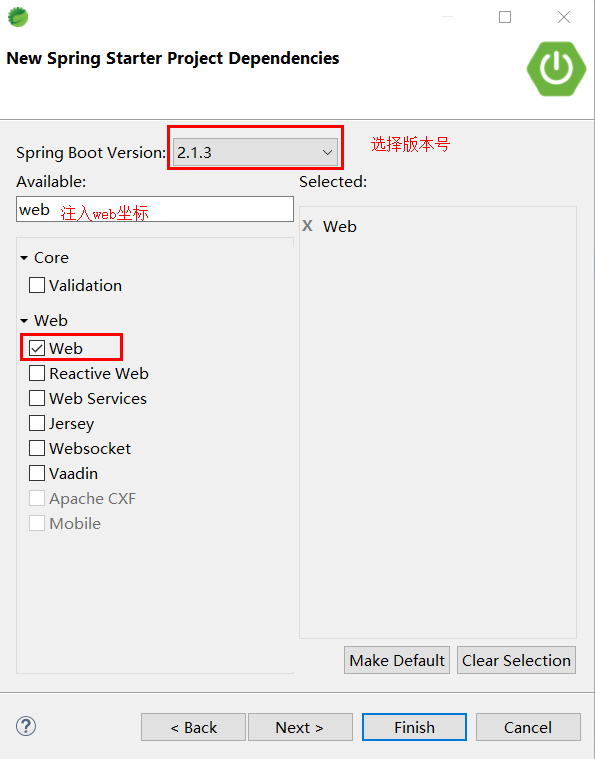 New Spring Starter Project Dependencies
Spring Boot Version: 2.1.3 选择版本号
Available: Selected:
web 注入web坐标
X Web
Core
Validation
Web
Web
Reactive Web
Web Services
Jersey
Websocket
Vaadin
Apache CXF
Mobile
Make Default Clear Selection
? < Back Next > Finish Cancel